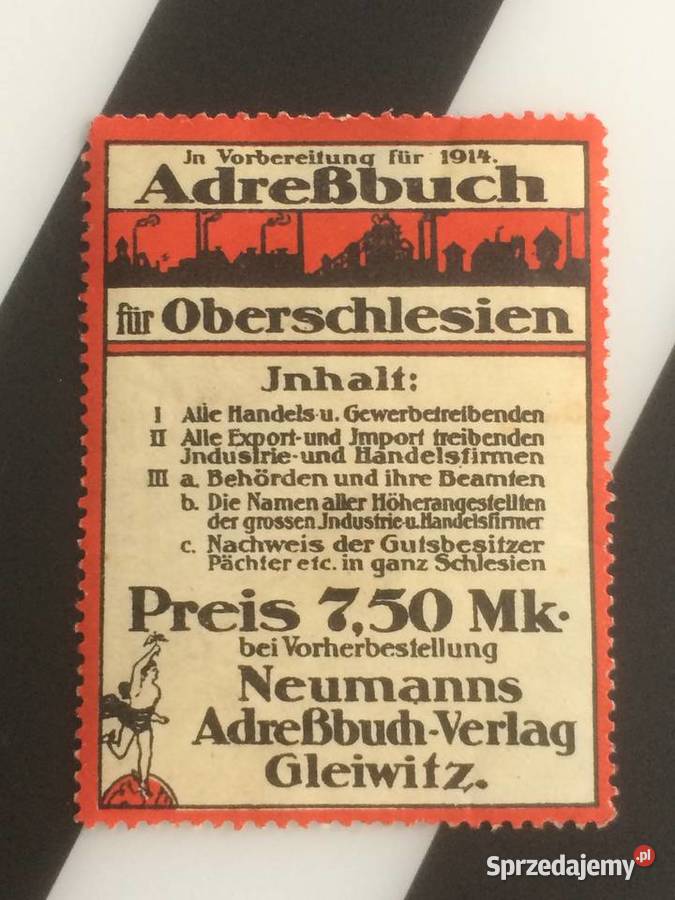 Jn Vorbereitung für 1914.
Adreßbuch
für Oberschlesien
Jnhalt:
I Alle Handels-u. Gewerbetreibenden
II Alle Export-und Jmport treibenden
Jndustrie-und Handelsfirmen
III a. Behörden und ihre Beamten
b. Die Namen aller Höherangestellten
der grossen Jndustrie-u.Handelsfirmer
c. Nachweis der Gutsbesitzer
Pächter etc. in ganz Schlesien
Preis 7,50 Mk.
bei Vorherbestellung
Neumanns
Adreßbuch-Verlag
Gleiwitz.
Sprzedajemy.pl